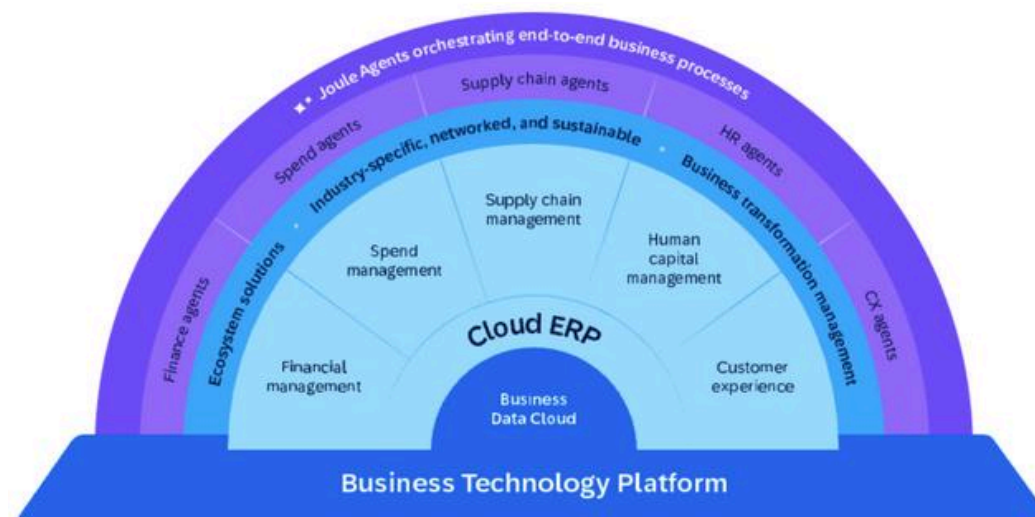 Joule Agents orchestrating end-to-end business processes
Finance agents
Spend agents
Supply chain agents
HR agents
CX agents
Ecosystem solutions • Industry-specific, networked, and sustainable • Business transformation management
Financial
management
Spend
management
Supply chain
management
Human
capital
management
Customer
experience
Cloud ERP
Business
Data Cloud
Business Technology Platform